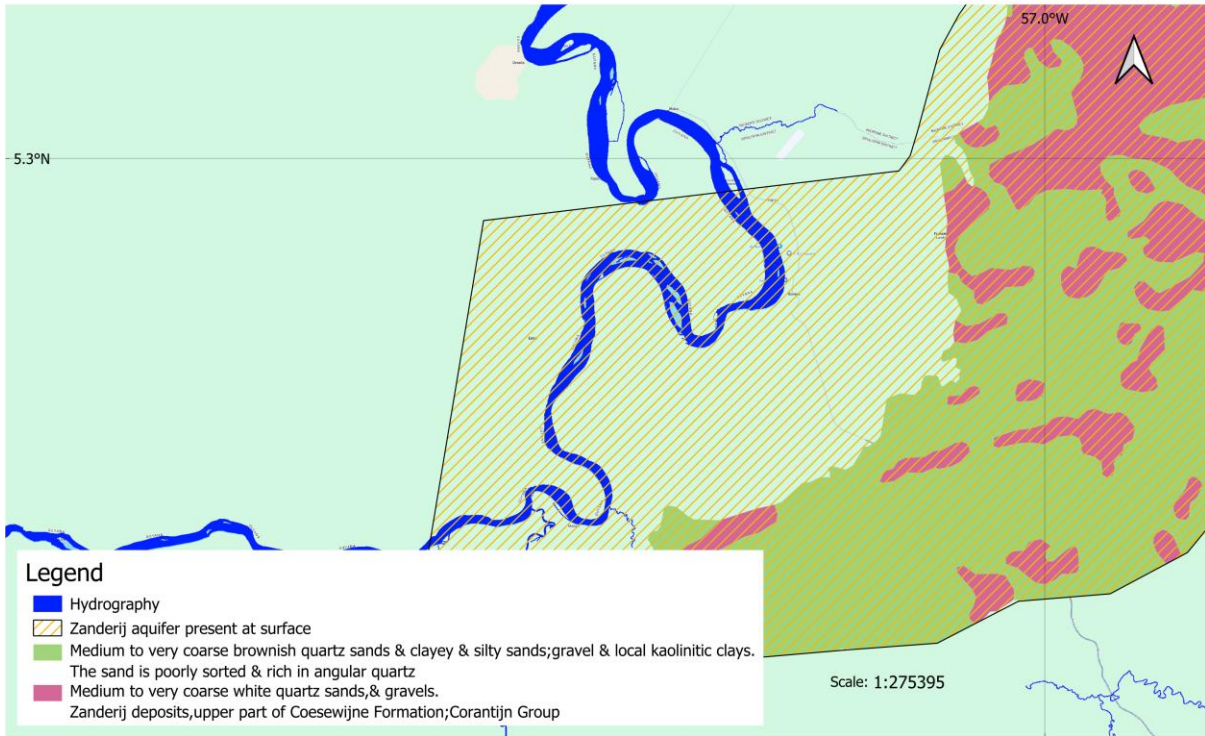 57.0°W
5.3°N
Legend
Hydrography
Zanderij aquifer present at surface
Medium to very coarse brownish quartz sands & clayey & silty sands;gravel & local kaolinitic clays.
The sand is poorly sorted & rich in angular quartz
Medium to very coarse white quartz sands,& gravels.
Zanderij deposits,upper part of Coesewijne Formation;Corantijn Group
Scale: 1:275395